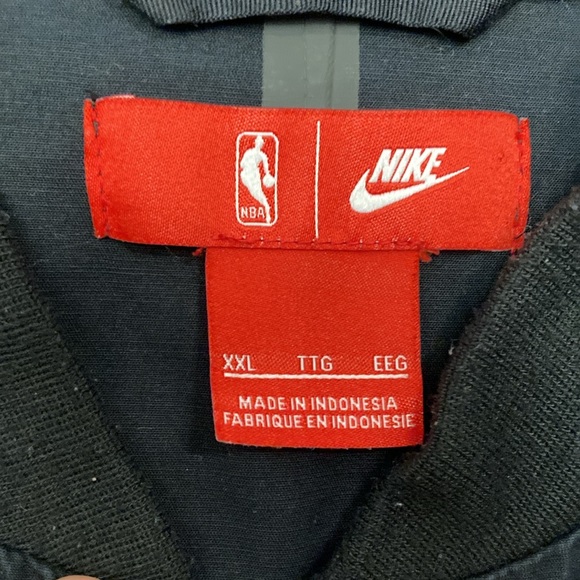 NBA
NIKE
XXL TTG EEG
MADE IN INDONESIA
FABRIQUE EN INDONESIE